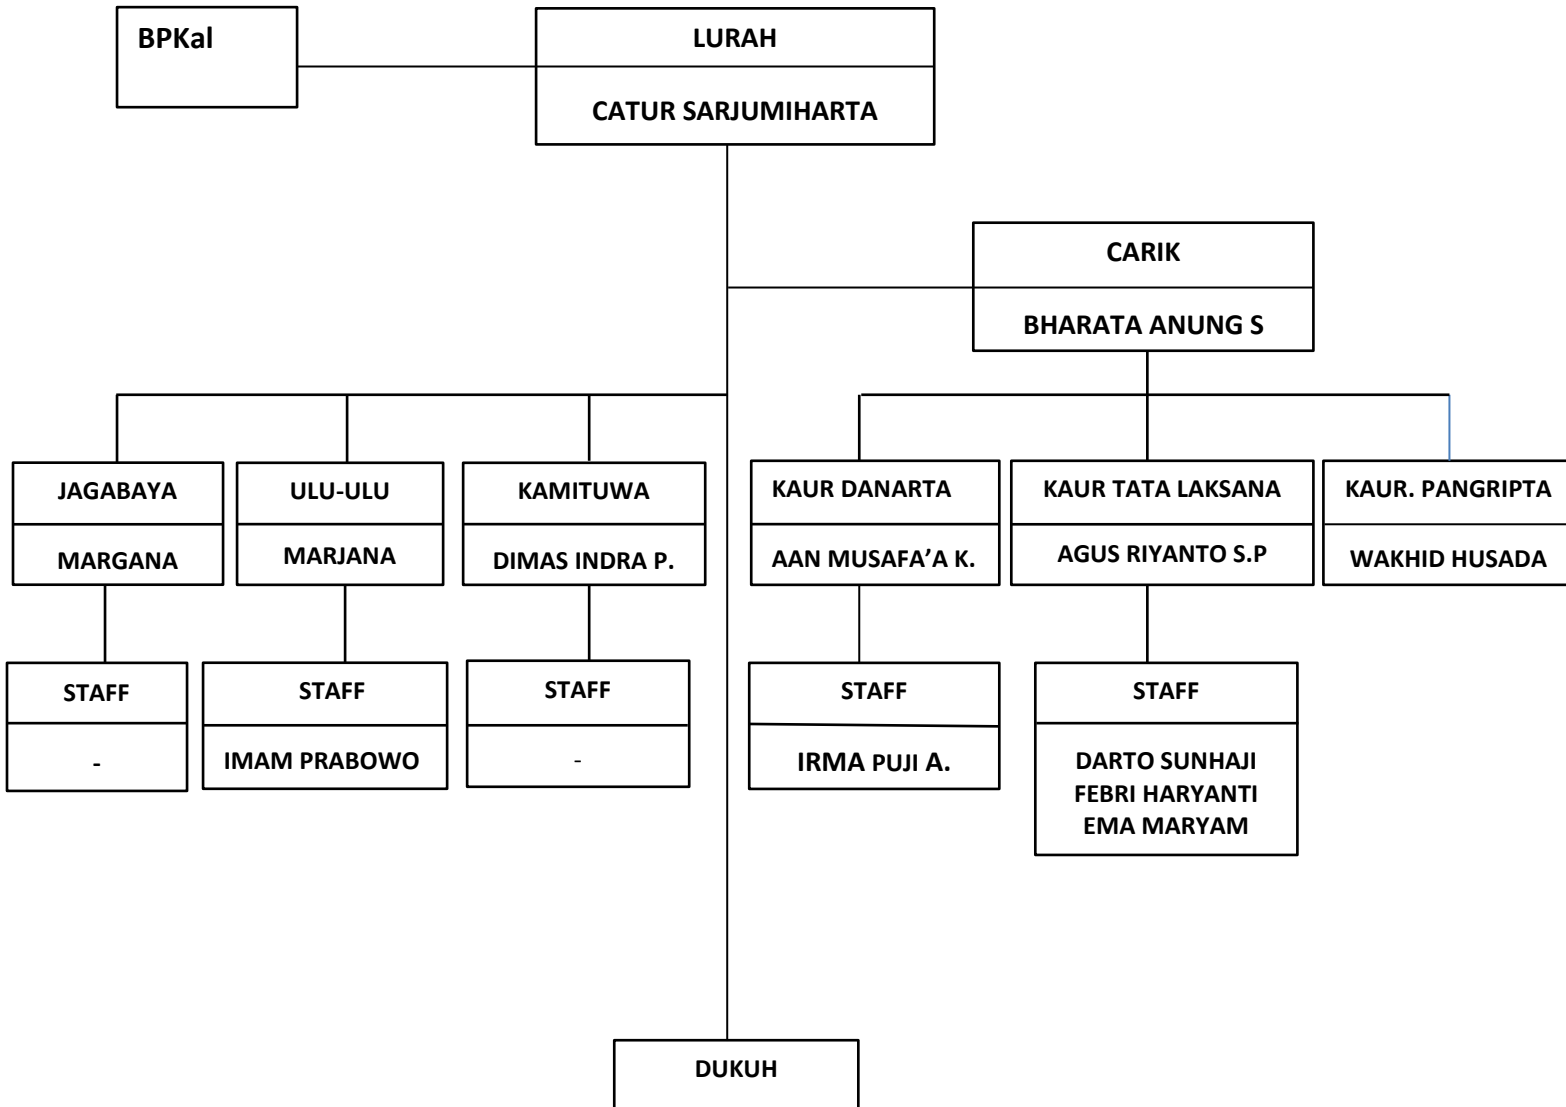 BPKal
LURAH
CATUR SARJUMIHARTA
CARIK
BHARATA ANUNG S
JAGABAYA
MARGANA
ULU-ULU
MARJANA
KAMITUWA
DIMAS INDRA P.
KAUR DANARTA
AAN MUSAFA’A K.
KAUR TATA LAKSANA
AGUS RIYANTO S.P
KAUR. PANGRIPTA
WAKHID HUSADA
STAFF
-
STAFF
IMAM PRABOWO
STAFF
-
STAFF
IRMA PUJI A.
STAFF
DARTO SUNHAJI
FEBRI HARYANTI
EMA MARYAM
DUKUH